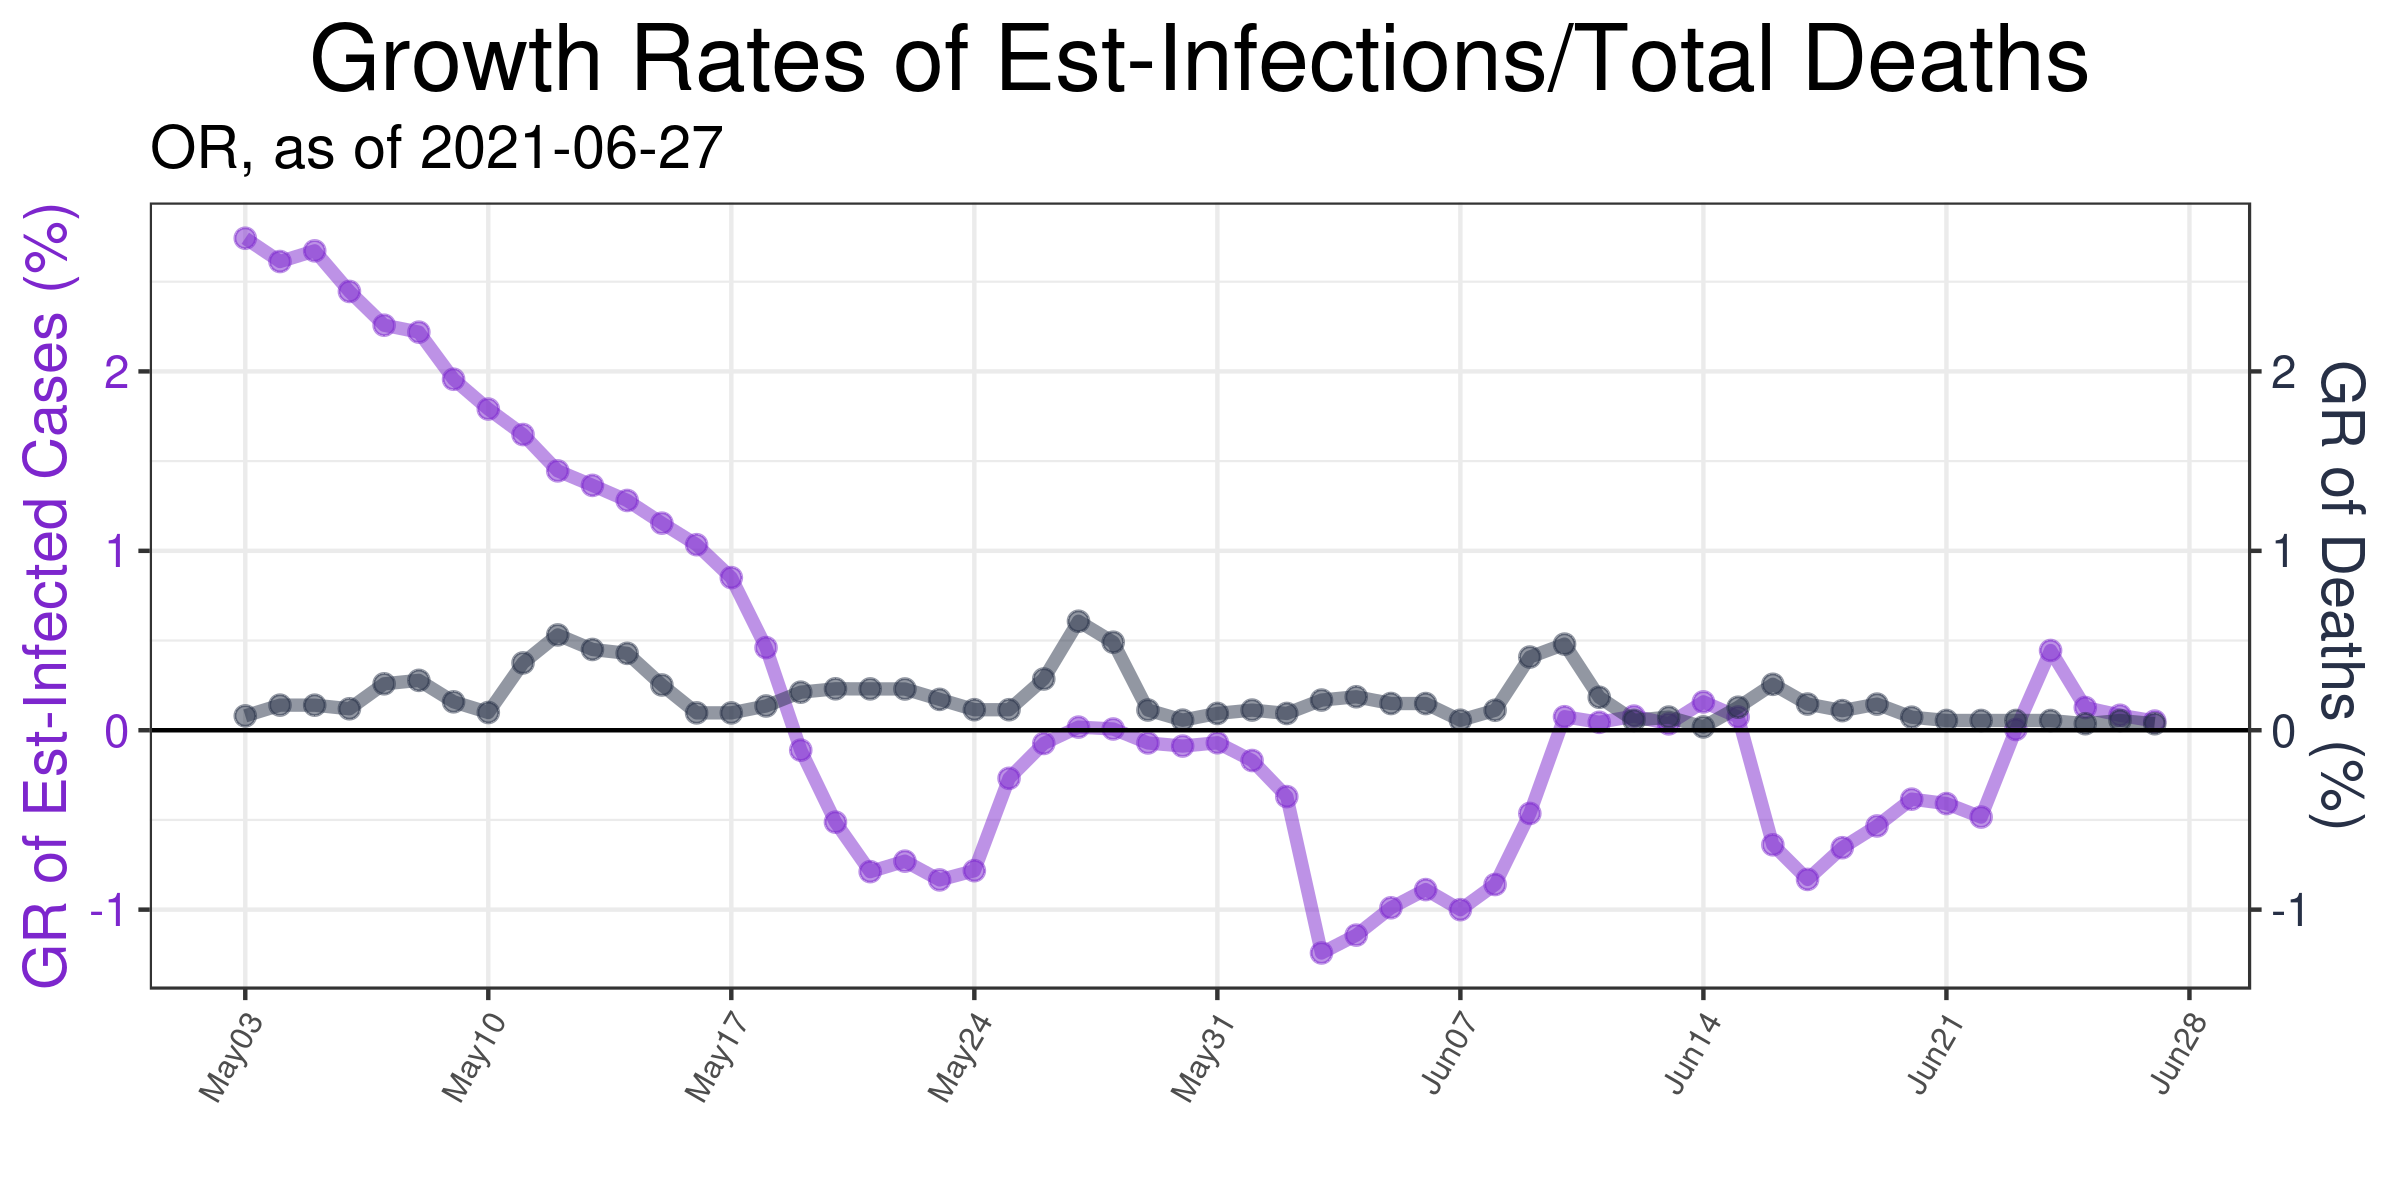 Growth Rates of Est-Infections/Total Deaths
OR, as of 2021-06-27
GR of Est-Infected Cases (%)
2
1
0
-1
2
1
0
-1
GR of Deaths (%)
May03
May10
May17
May24
May31
Jun07
Jun14
Jun21
Jun28